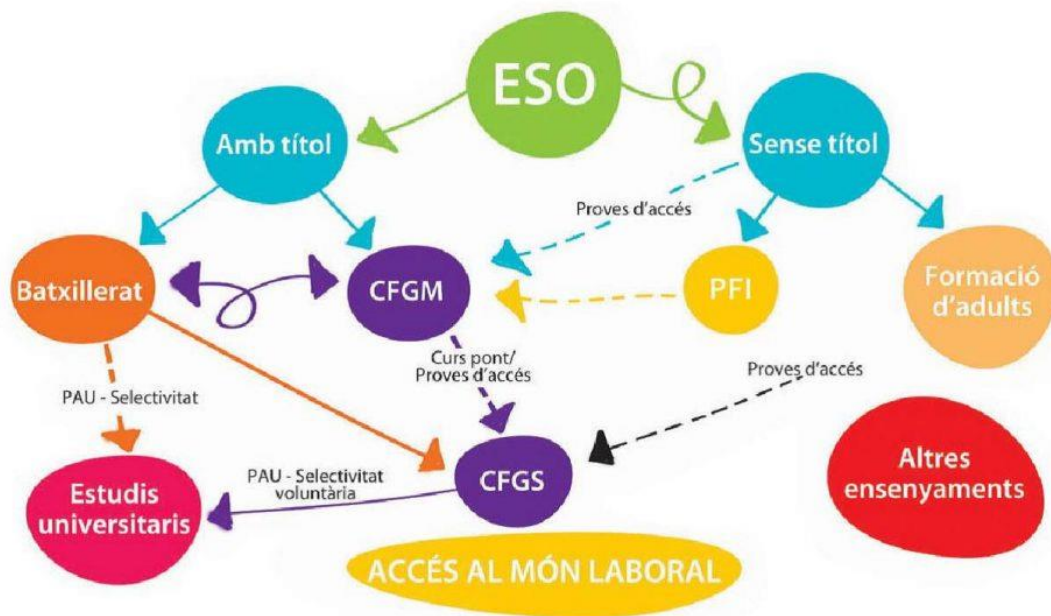 ESO
Amb títol
Sense títol
Proves d'accés
Batxillerat
CFGM
PFI
Formació
d'adults
Curs pont/
Proves d'accés
Proves d'accés
PAU - Selectivitat
Altres
ensenyaments
Estudis
universitaris
PAU - Selectivitat
voluntària
CFGS
ACCÉS AL MÓN LABORAL